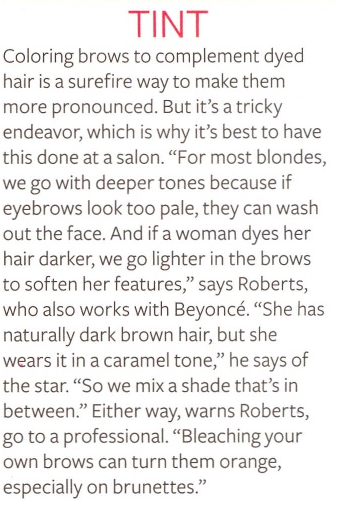 TINT
Coloring brows to complement dyed
hair is a surefire way to make them
more pronounced. But it’s a tricky
endeavor, which is why it’s best to have
this done at a salon. “For most blondes,
we go with deeper tones because if
eyebrows look too pale, they can wash
out the face. And if a woman dyes her
hair darker, we go lighter in the brows
to soften her features,” says Roberts,
who also works with Beyoncé. “She has
naturally dark brown hair, but she
wears it in a caramel tone,” he says of
the star. “So we mix a shade that’s in
between.” Either way, warns Roberts,
go to a professional. “Bleaching your
own brows can turn them orange,
especially on brunettes.”